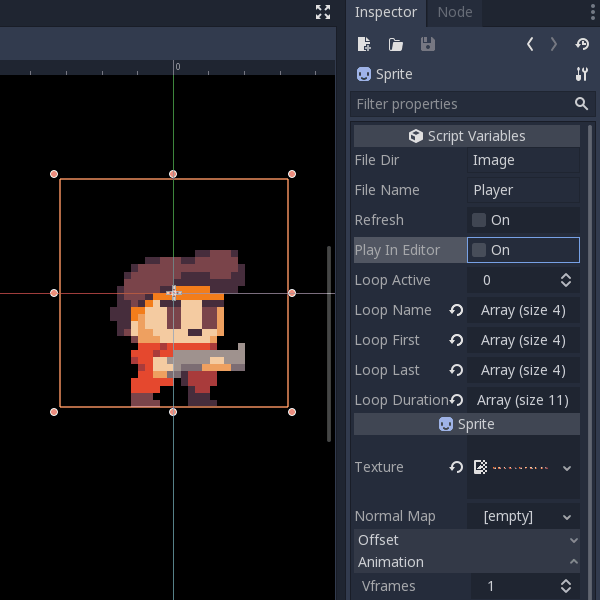 Inspector Node
0
Sprite
Filter properties
Script Variables
File Dir Image
File Name Player
Refresh On
Play In Editor On
Loop Active 0
Loop Name Array (size 4)
Loop First Array (size 4)
Loop Last Array (size 4)
Loop Duration Array (size 11)
Sprite
Texture
Normal Map [empty]
Offset
Animation
Vframes 1